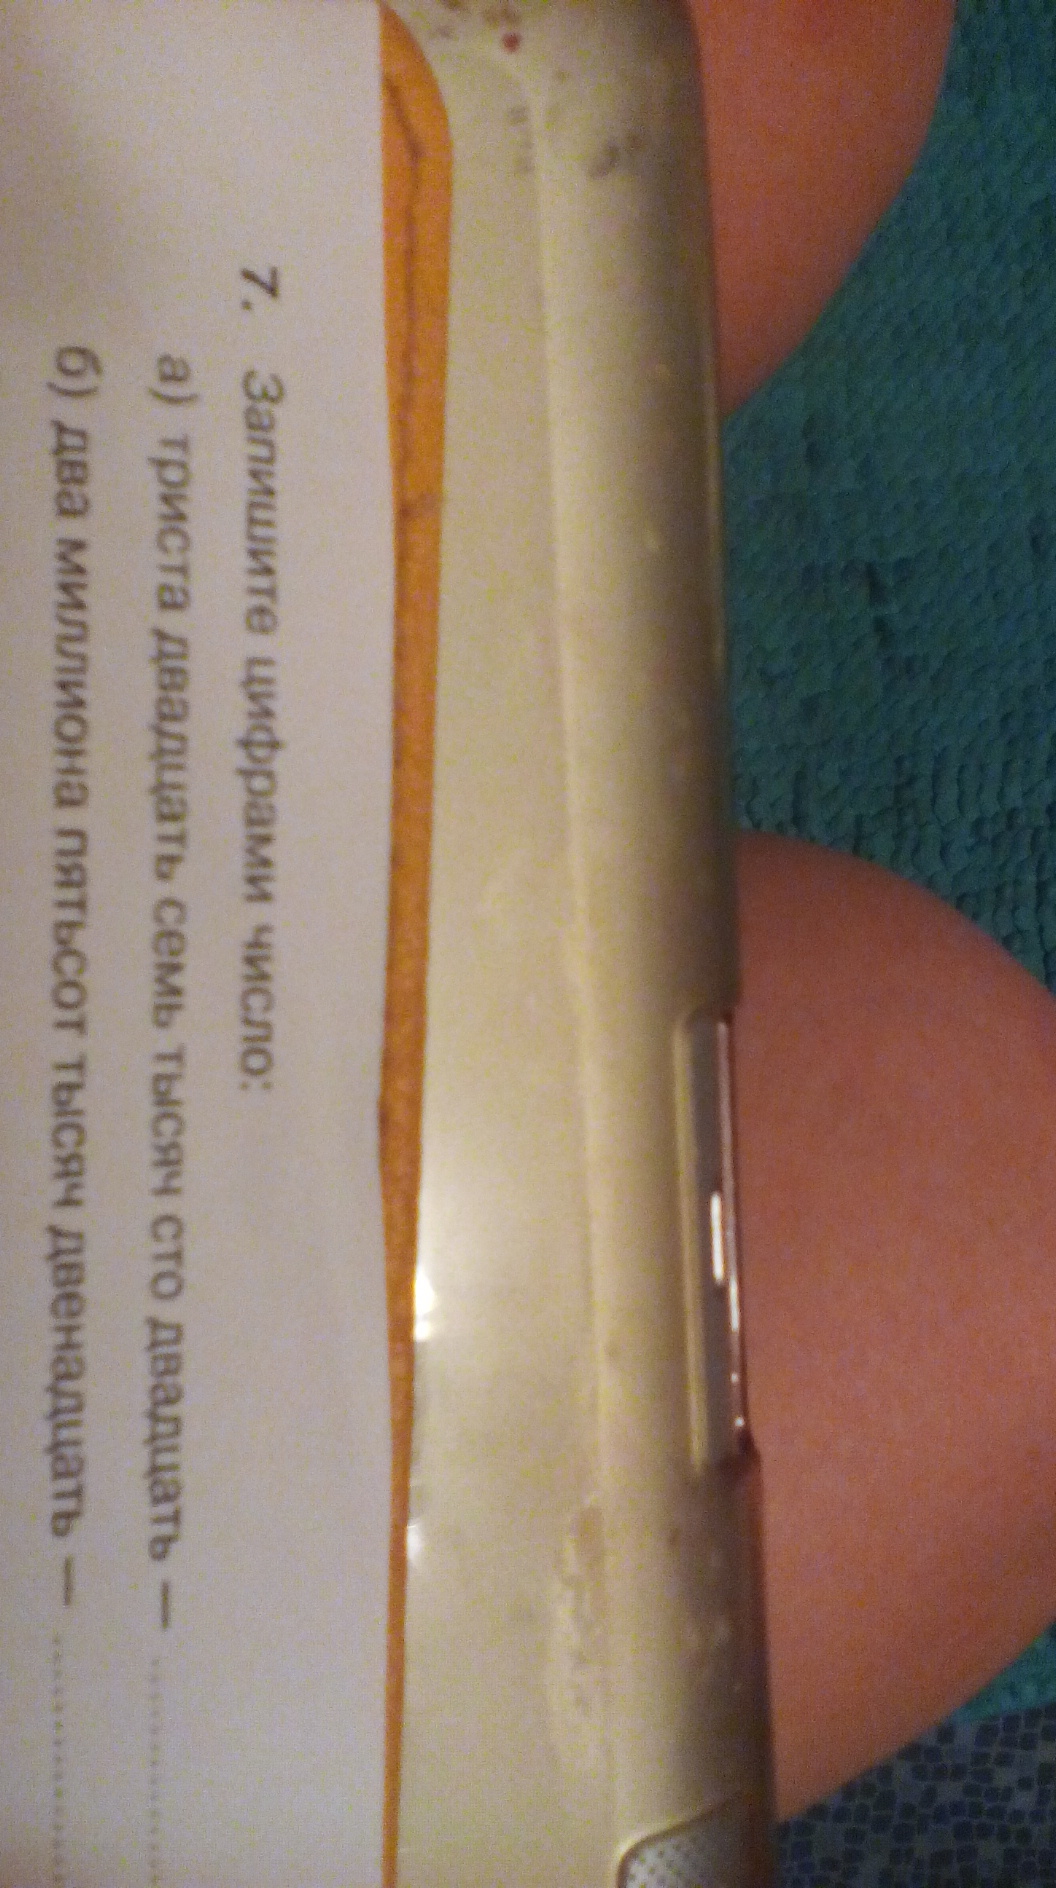 7. Запишите цифрами число:
а) триста двадцать семь тысяч сто двадцать — ............
б) два миллиона пятьсот тысяч двенадцать — ............